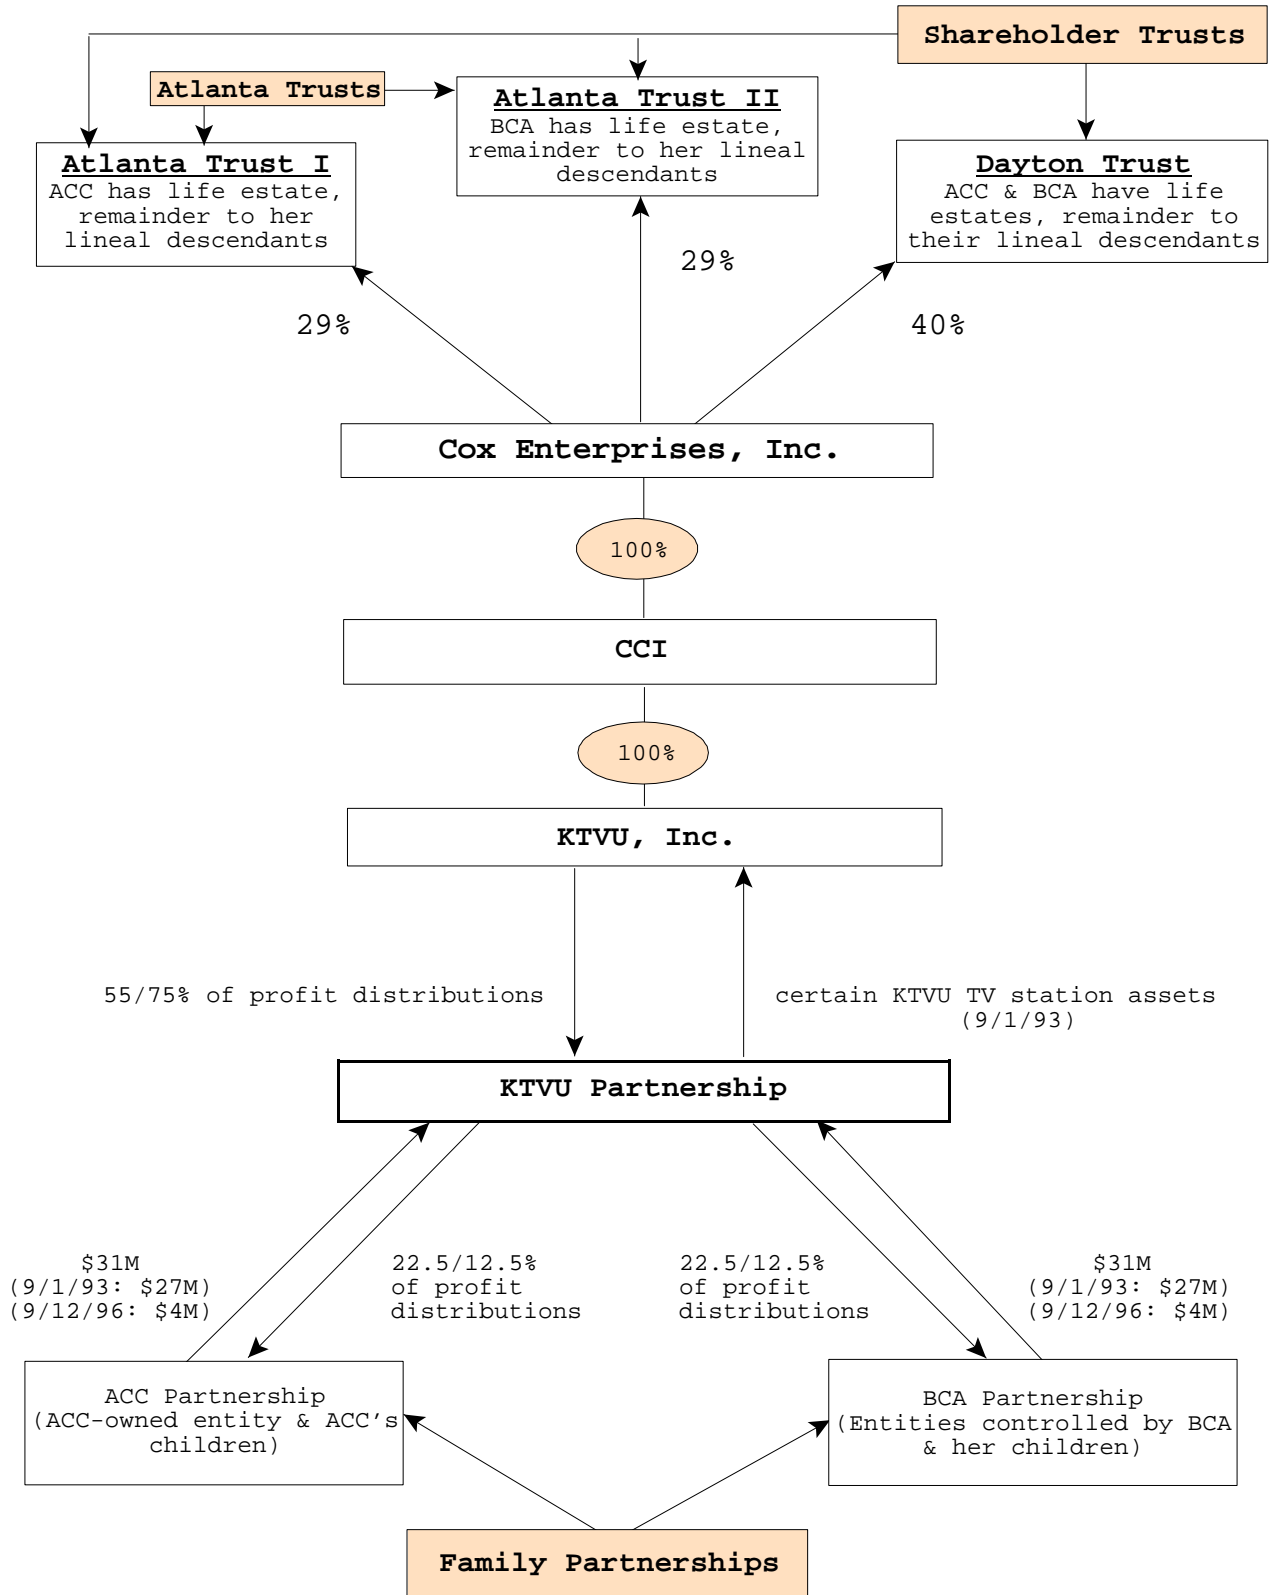 Shareholder Trusts
Atlanta Trusts
Atlanta Trust II
BCA has life estate,
remainder to her lineal
descendants
Atlanta Trust I
ACC has life estate,
remainder to her
lineal descendants
Dayton Trust
ACC & BCA have life
estates, remainder to
their lineal descendants
29%
29%
40%
Cox Enterprises, Inc.
100%
CCI
100%
KTVU, Inc.
55/75% of profit distributions
certain KTVU TV station assets
(9/1/93)
KTVU Partnership
$31M
(9/1/93: $27M)
(9/12/96: $4M)
22.5/12.5%
of profit
distributions
22.5/12.5%
of profit
distributions
$31M
(9/1/93: $27M)
(9/12/96: $4M)
ACC Partnership
(ACC-owned entity & ACC's
children)
BCA Partnership
(Entities controlled by BCA
& her children)
Family Partnerships